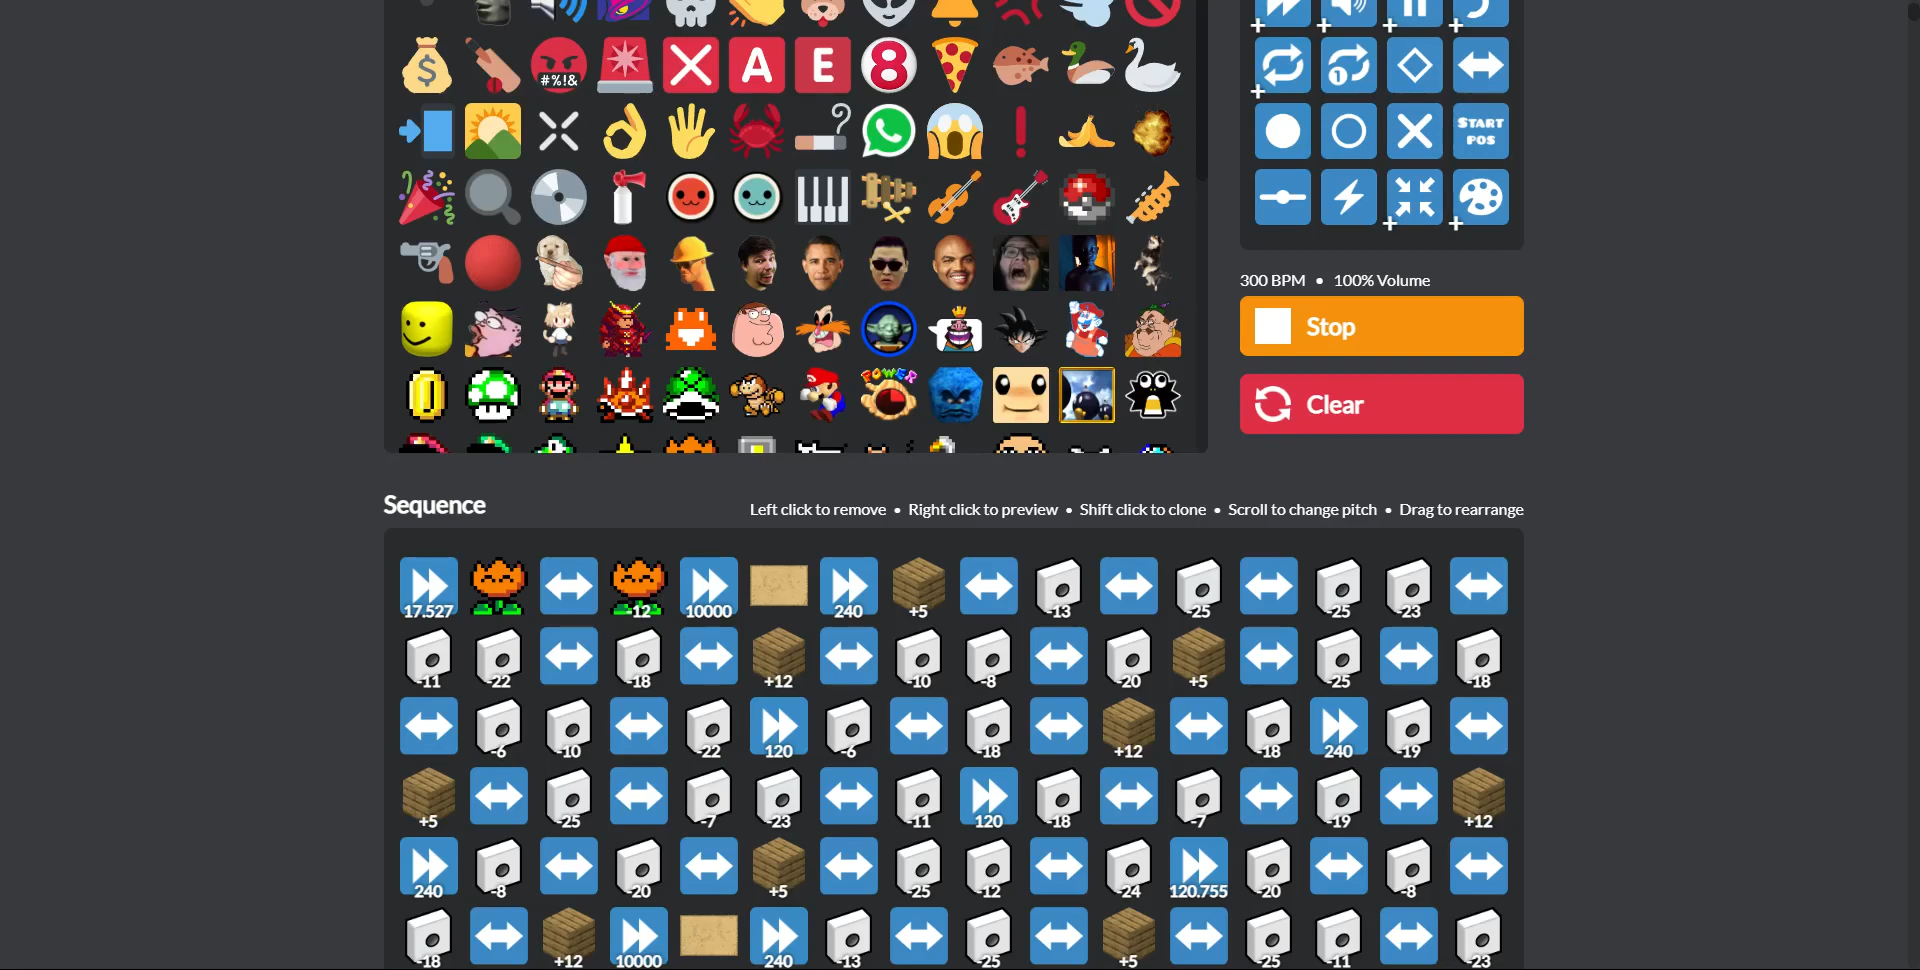 #%!& A E 8
1
START
POS
300 BPM • 100% Volume
Stop
POWER
Clear
Sequence
Left click to remove • Right click to preview • Shift click to clone • Scroll to change pitch • Drag to rearrange
17.527 -12 10000 240 +5 -13 -25 -25 -23
-11 -22 -18 +12 -10 -8 -20 +5 -25 -18
-6 -10 -22 120 -6 -18 +12 -18 240 -19
+5 -25 -7 -23 -11 120 -18 -7 -19 +12
240 -8 -20 +5 -25 -12 -24 120.755 -20 -8
-18 +12 10000 240 -13 -25 +5 -25 -11 -23